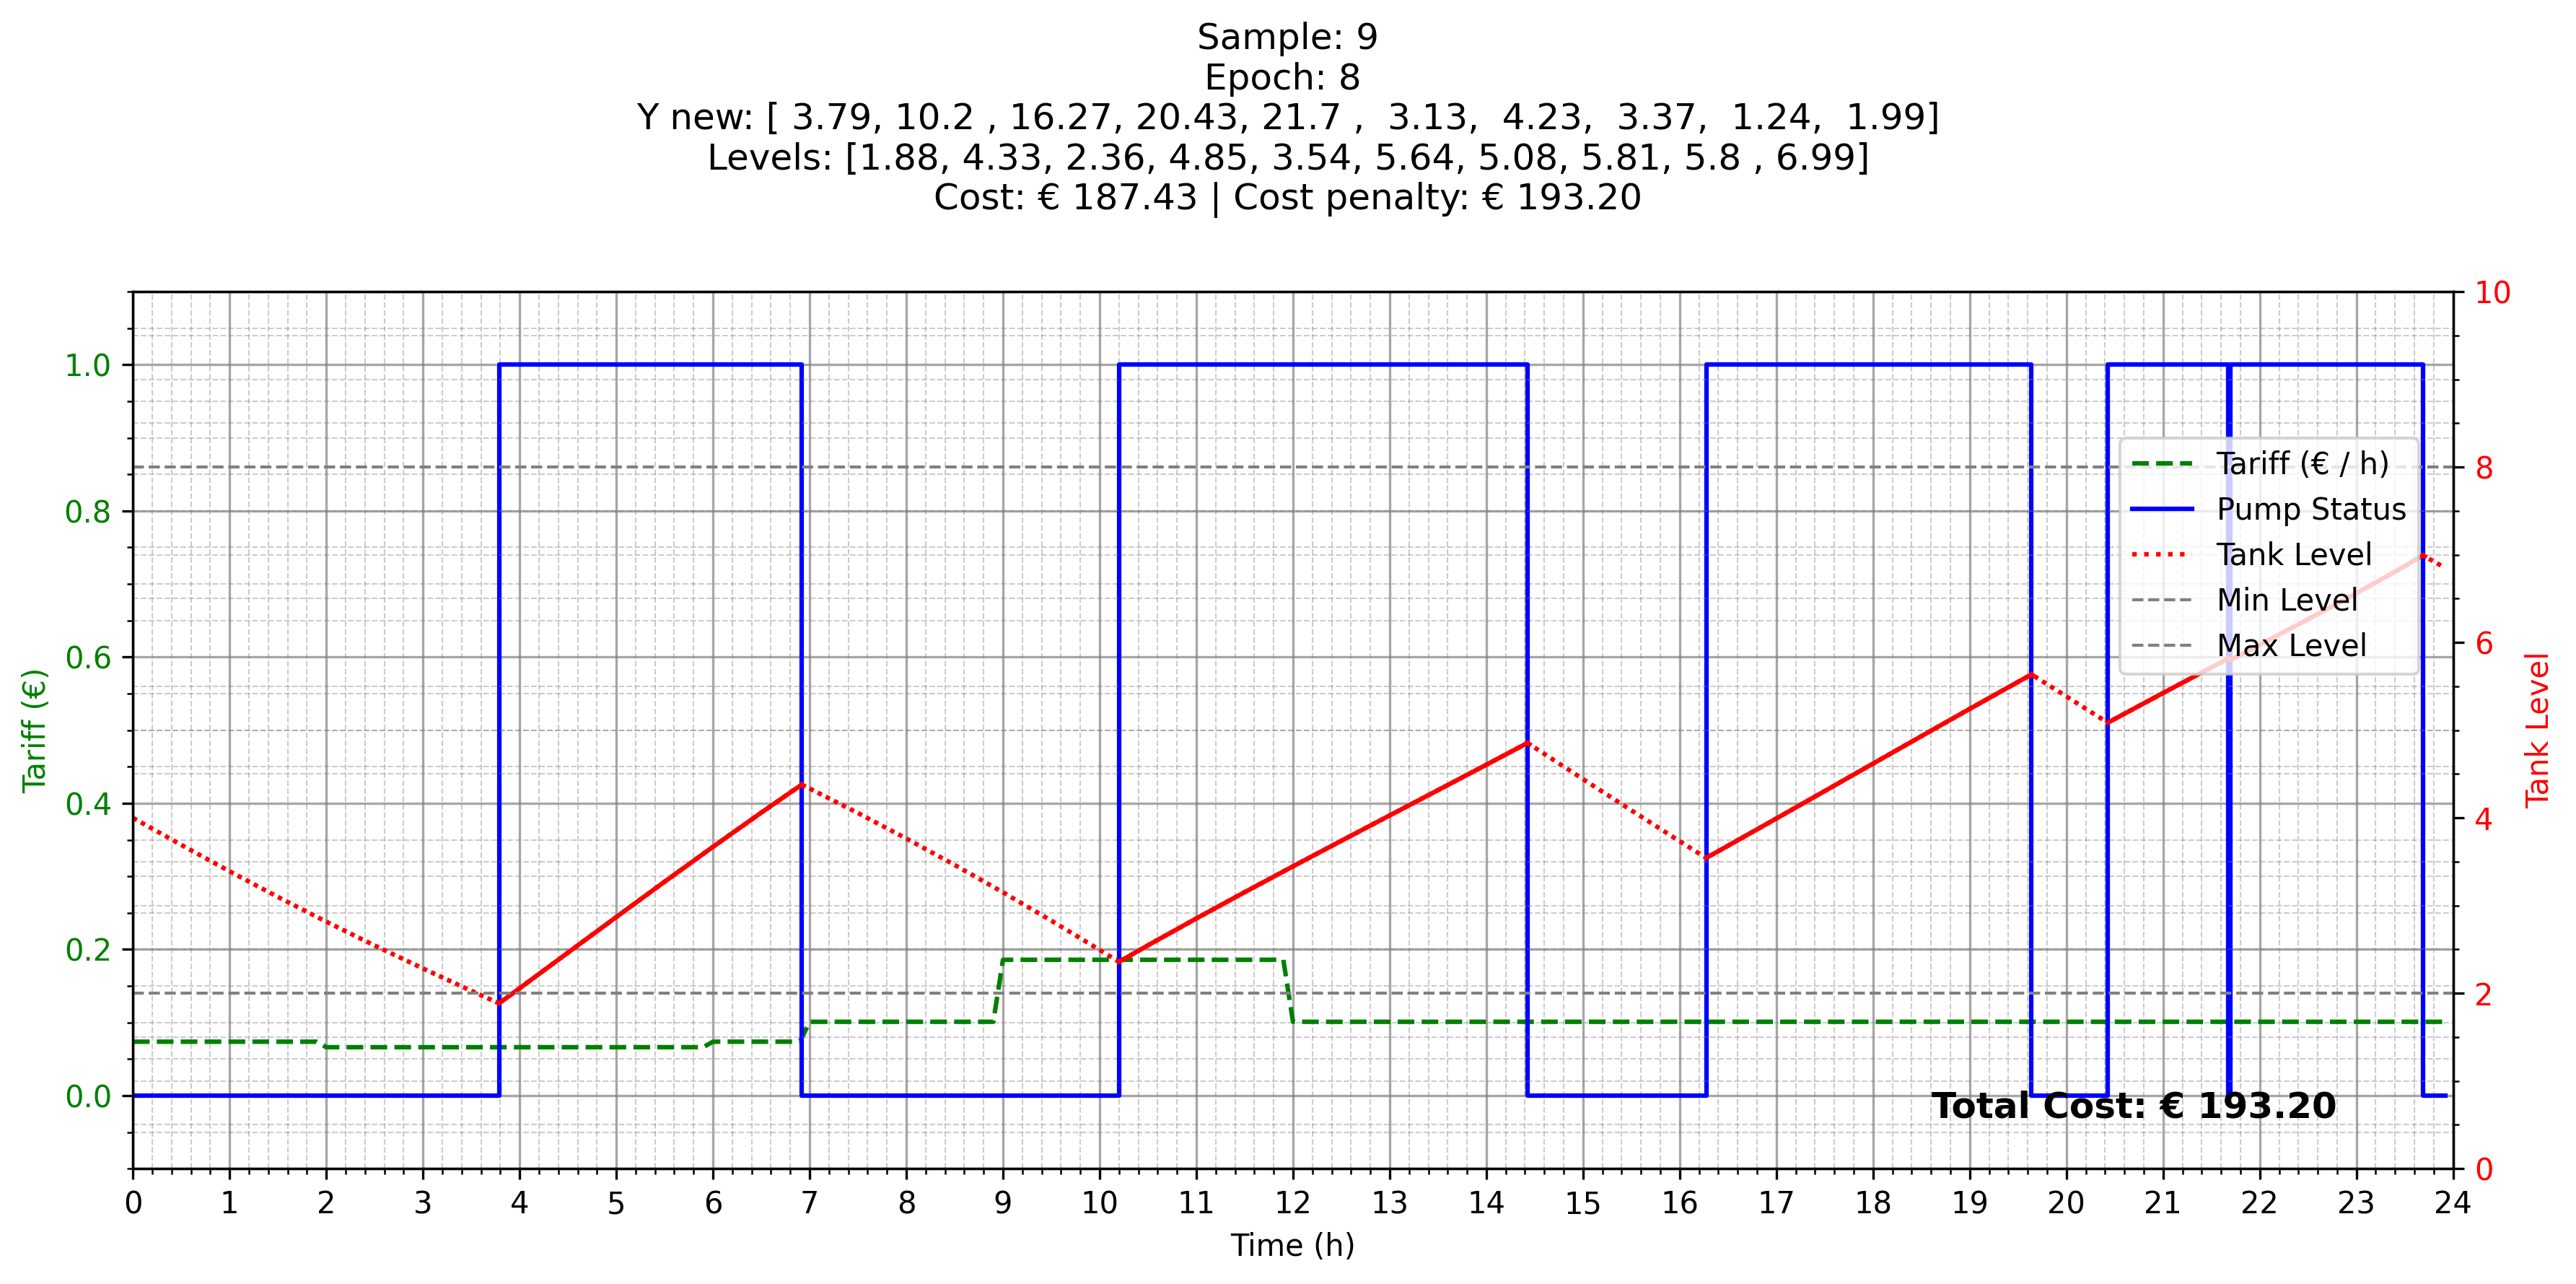 Sample: 9
Epoch: 8
Y new: [ 3.79, 10.2 , 16.27, 20.43, 21.7 ,  3.13,  4.23,  3.37,  1.24,  1.99]
Levels: [1.88, 4.33, 2.36, 4.85, 3.54, 5.64, 5.08, 5.81, 5.8 , 6.99]
Cost: € 187.43 | Cost penalty: € 193.20
Tariff (€)
1.0
0.8
0.6
0.4
0.2
0.0
10
8
6
4
2
0
Tank Level
Tariff (€ / h)
Pump Status
Tank Level
Min Level
Max Level
Total Cost: € 193.20
0 1 2 3 4 5 6 7 8 9 10 11 12 13 14 15 16 17 18 19 20 21 22 23 24
Time (h)